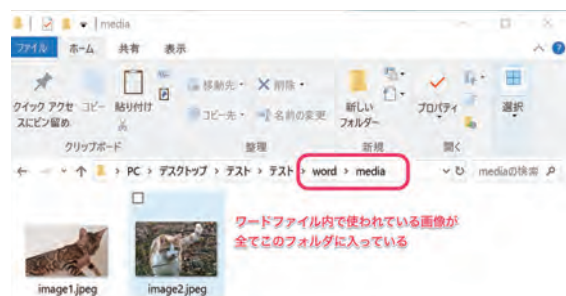 media
ファイル ホーム 共有 表示
クイック アクセスにピン留め コピー 貼り付け
移動先 削除
コピー先 名前の変更
新しいフォルダー
プロパティ
選択
クリップボード 整理 新規 開く
PC › デスクトップ › テスト › テスト › word › media
mediaの検索
ワードファイル内で使われている画像が
全てこのフォルダに入っている
image1.jpeg image2.jpeg